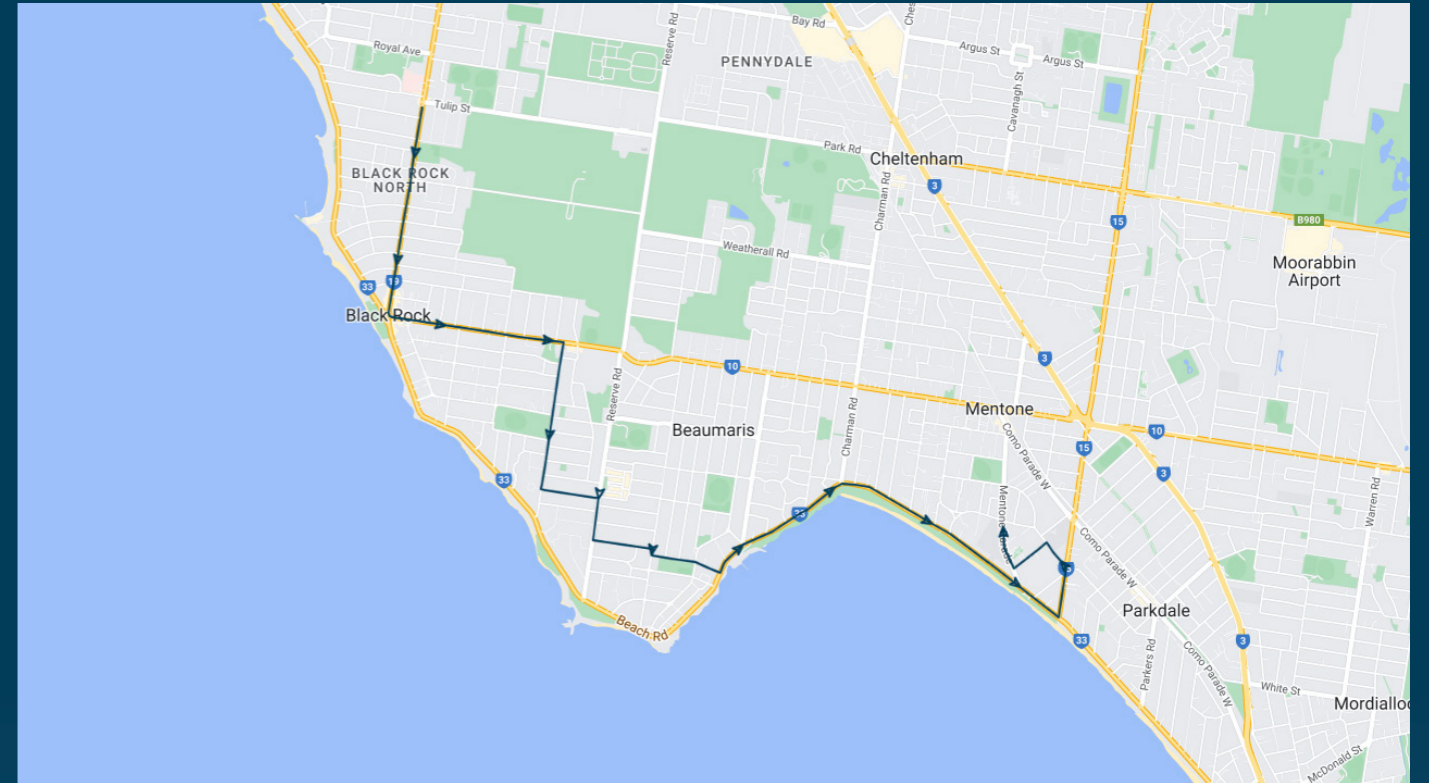 Bay Rd
Reserve Rd
Royal Ave
PENNYDALE
Argus St
Argus St
Cavanagh St
Tulip St
Park Rd
Cheltenham
3
BLACK ROCK
NORTH
Charman Rd
15
B980
Weatherall Rd
Moorabbin
Airport
33
Black Rock
10
3
Reserve Rd
Mentone
Charman Rd
Beaumaris
Como Parade W
10
15
33
3
Warren Rd
33
Mentone
Como Parade W
Parkdale
Beach Rd
33
3
Parkers Rd
Como Parade W
White St
McDonald St